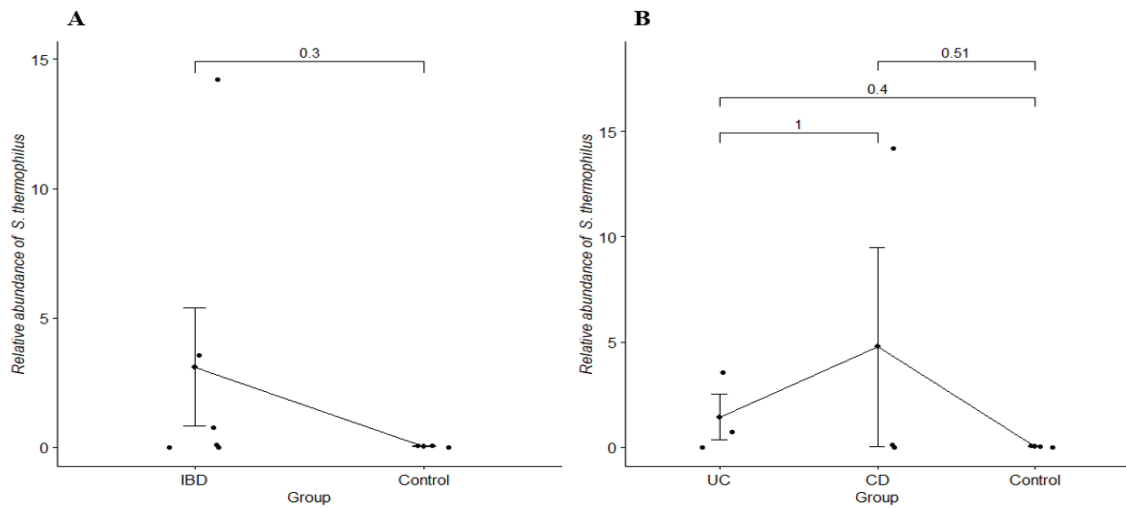 A
Relative abundance of S. thermophilus
15
10
5
0
0.3
IBD
Control
Group
B
Relative abundance of S. thermophilus
15
10
5
0
0.51
0.4
1
UC
CD
Control
Group